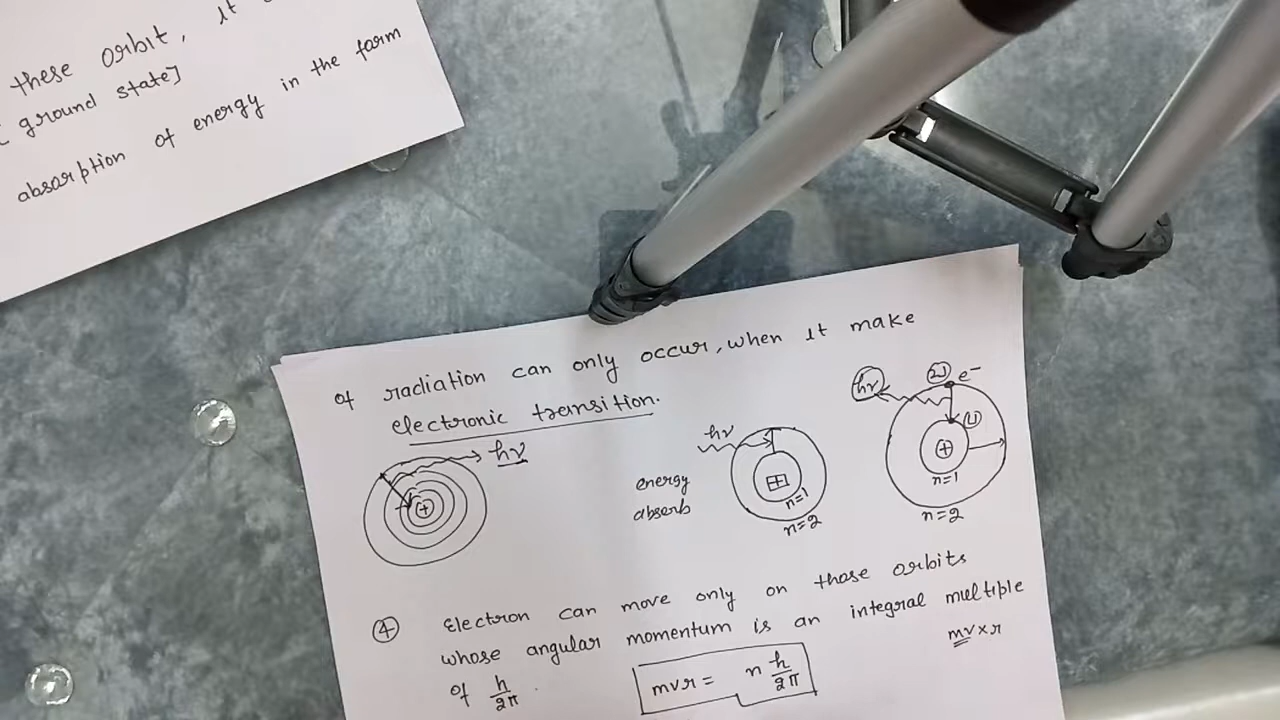 these orbit, it
ground state]
absorption of energy in the form
of radiation can only occur, when it make
electronic transition.
hν
energy
absorb
hν
n=1
n=2
hν
(2) e⁻
(1)
+
n=1
n=2
④ Electron can move only on those orbits
whose angular momentum is an integral multiple
of h/2π.
mvr = n h/2π
mv×r